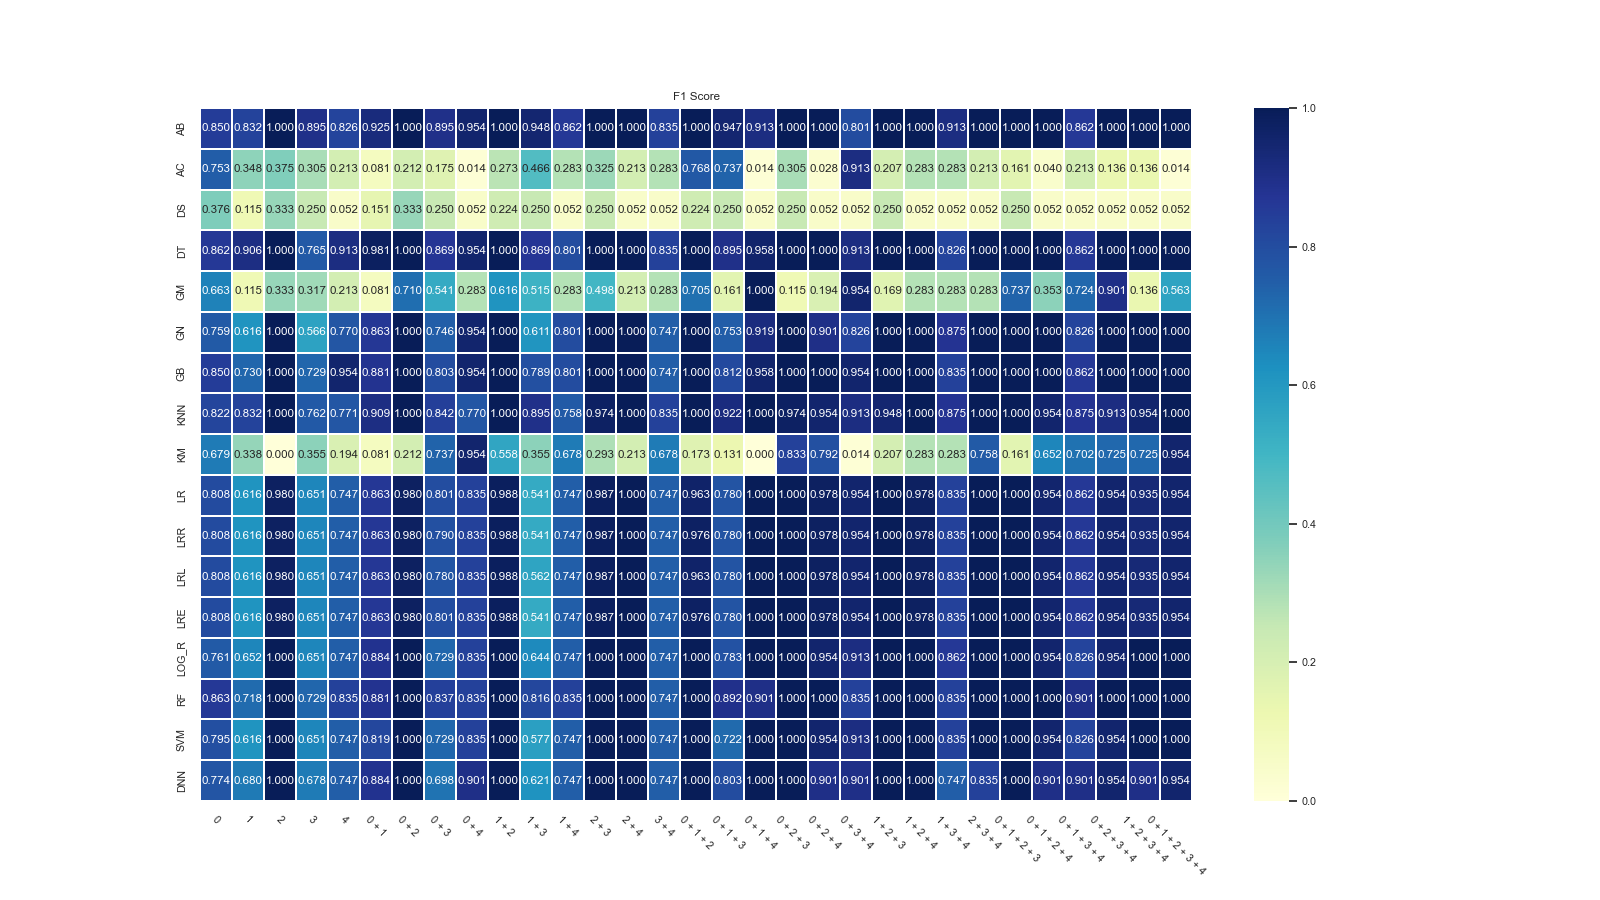 F1 Score
AB 0.850 0.832 1.000 0.895 0.826 0.925 1.000 0.895 0.954 1.000 0.948 0.862 1.000 1.000 0.835 1.000 0.947 0.913 1.000 1.000 0.801 1.000 1.000 0.913 1.000 1.000 1.000 0.862 1.000 1.000 1.000
AC 0.753 0.348 0.375 0.305 0.213 0.081 0.212 0.175 0.014 0.273 0.466 0.283 0.325 0.213 0.283 0.768 0.737 0.014 0.305 0.028 0.913 0.207 0.283 0.283 0.213 0.161 0.040 0.213 0.136 0.136 0.014
DS 0.376 0.115 0.333 0.250 0.052 0.151 0.333 0.250 0.052 0.224 0.250 0.052 0.250 0.052 0.052 0.224 0.250 0.052 0.250 0.052 0.052 0.250 0.052 0.052 0.052 0.250 0.052 0.052 0.052 0.052 0.052
DT 0.862 0.906 1.000 0.765 0.913 0.981 1.000 0.869 0.954 1.000 0.869 0.801 1.000 1.000 0.835 1.000 0.895 0.958 1.000 1.000 0.913 1.000 1.000 0.826 1.000 1.000 1.000 0.862 1.000 1.000 1.000
GM 0.663 0.115 0.333 0.317 0.213 0.081 0.710 0.541 0.283 0.616 0.515 0.283 0.498 0.213 0.283 0.705 0.161 1.000 0.115 0.194 0.954 0.169 0.283 0.283 0.283 0.737 0.353 0.724 0.901 0.136 0.563
GN 0.759 0.616 1.000 0.566 0.770 0.863 1.000 0.746 0.954 1.000 0.611 0.801 1.000 1.000 0.747 1.000 0.753 0.919 1.000 0.901 0.826 1.000 1.000 0.875 1.000 1.000 1.000 0.826 1.000 1.000 1.000
GB 0.850 0.730 1.000 0.729 0.954 0.881 1.000 0.803 0.954 1.000 0.789 0.801 1.000 1.000 0.747 1.000 0.812 0.958 1.000 1.000 0.954 1.000 1.000 0.835 1.000 1.000 1.000 0.862 1.000 1.000 1.000
KNN 0.822 0.832 1.000 0.762 0.771 0.909 1.000 0.842 0.770 1.000 0.895 0.758 0.974 1.000 0.835 1.000 0.922 1.000 0.974 0.954 0.913 0.948 1.000 0.875 1.000 1.000 0.954 0.875 0.913 0.954 1.000
KM 0.679 0.338 0.000 0.355 0.194 0.081 0.212 0.737 0.954 0.558 0.355 0.678 0.293 0.213 0.678 0.173 0.131 0.000 0.833 0.792 0.014 0.207 0.283 0.283 0.758 0.161 0.652 0.702 0.725 0.725 0.954
LR 0.808 0.616 0.980 0.651 0.747 0.863 0.980 0.801 0.835 0.988 0.541 0.747 0.987 1.000 0.747 0.963 0.780 1.000 1.000 0.978 0.954 1.000 0.978 0.835 1.000 1.000 0.954 0.862 0.954 0.935 0.954
LRR 0.808 0.616 0.980 0.651 0.747 0.863 0.980 0.790 0.835 0.988 0.541 0.747 0.987 1.000 0.747 0.976 0.780 1.000 1.000 0.978 0.954 1.000 0.978 0.835 1.000 1.000 0.954 0.862 0.954 0.935 0.954
LRL 0.808 0.616 0.980 0.651 0.747 0.863 0.980 0.780 0.835 0.988 0.562 0.747 0.987 1.000 0.747 0.963 0.780 1.000 1.000 0.978 0.954 1.000 0.978 0.835 1.000 1.000 0.954 0.862 0.954 0.935 0.954
LRE 0.808 0.616 0.980 0.651 0.747 0.863 0.980 0.801 0.835 0.988 0.541 0.747 0.987 1.000 0.747 0.976 0.780 1.000 1.000 0.978 0.954 1.000 0.978 0.835 1.000 1.000 0.954 0.862 0.954 0.935 0.954
LOG_R 0.761 0.652 1.000 0.651 0.747 0.884 1.000 0.729 0.835 1.000 0.644 0.747 1.000 1.000 0.747 1.000 0.783 1.000 1.000 0.954 0.913 1.000 1.000 0.862 1.000 1.000 0.954 0.826 0.954 1.000 1.000
RF 0.863 0.718 1.000 0.729 0.835 0.881 1.000 0.837 0.835 1.000 0.816 0.835 1.000 1.000 0.747 1.000 0.892 0.901 1.000 1.000 0.835 1.000 1.000 0.835 1.000 1.000 1.000 0.901 1.000 1.000 1.000
SVM 0.795 0.616 1.000 0.651 0.747 0.819 1.000 0.729 0.835 1.000 0.577 0.747 1.000 1.000 0.747 1.000 0.722 1.000 1.000 0.954 0.913 1.000 1.000 0.835 1.000 1.000 0.954 0.826 0.954 1.000 1.000
DNN 0.774 0.680 1.000 0.678 0.747 0.884 1.000 0.698 0.901 1.000 0.621 0.747 1.000 1.000 0.747 1.000 0.803 1.000 1.000 0.901 0.901 1.000 1.000 0.747 0.835 1.000 0.901 0.901 0.954 0.901 0.954
0
1
2
3
4
0 + 1
0 + 2
0 + 3
0 + 4
1 + 2
1 + 3
1 + 4
2 + 3
2 + 4
3 + 4
0 + 1 + 2
0 + 1 + 3
0 + 1 + 4
0 + 2 + 3
0 + 2 + 4
0 + 3 + 4
1 + 2 + 3
1 + 2 + 4
1 + 3 + 4
2 + 3 + 4
0 + 1 + 2 + 3
0 + 1 + 2 + 4
0 + 1 + 3 + 4
0 + 2 + 3 + 4
1 + 2 + 3 + 4
0 + 1 + 2 + 3 + 4
1.0
0.8
0.6
0.4
0.2
0.0